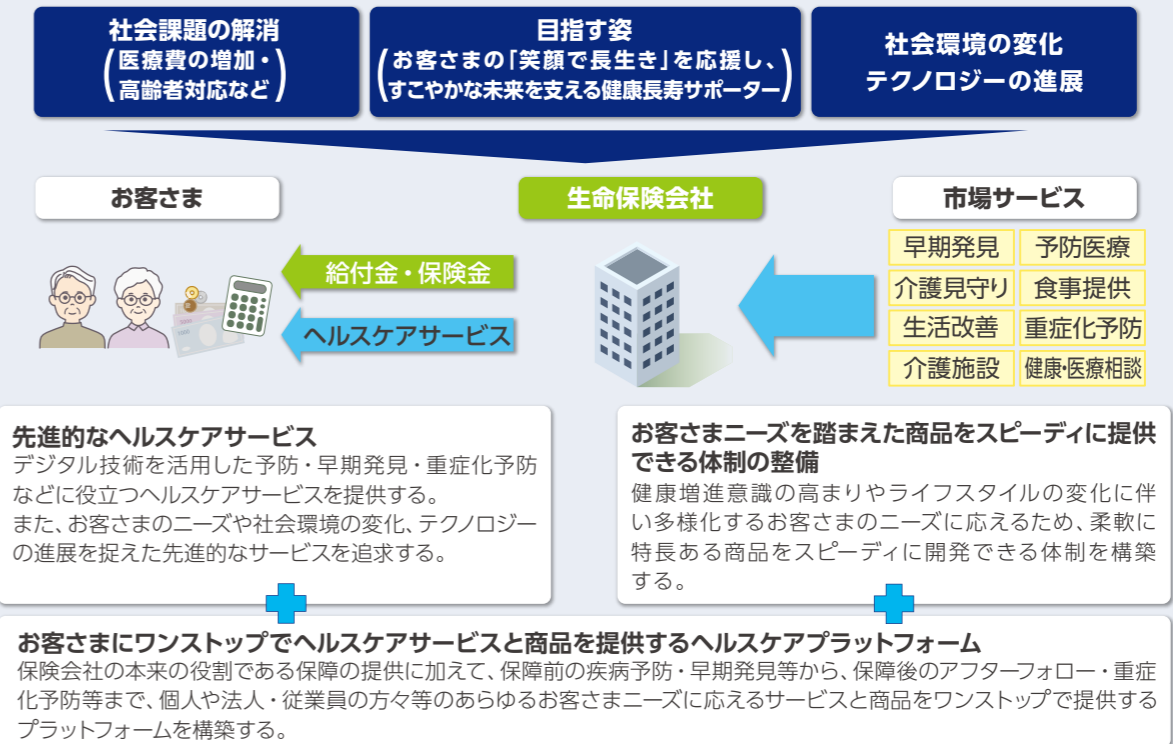 社会課題の解消
(医療費の増加・
高齢者対応など)
目指す姿
(お客さまの「笑顔で長生き」を応援し、
すこやかな未来を支える健康長寿サポーター)
社会環境の変化
テクノロジーの進展
お客さま
生命保険会社
市場サービス
給付金・保険金
ヘルスケアサービス
早期発見
予防医療
介護見守り
食事提供
生活改善
重症化予防
介護施設
健康・医療相談
先進的なヘルスケアサービス
デジタル技術を活用した予防・早期発見・重症化予防
などに役立つヘルスケアサービスを提供する。
また、お客さまのニーズや社会環境の変化、テクノロジー
の進展を捉えた先進的なサービスを追求する。
お客さまニーズを踏まえた商品をスピーディに提供
できる体制の整備
健康増進意識の高まりやライフスタイルの変化に伴
い多様化するお客さまのニーズに応えるため、柔軟に
特長ある商品をスピーディに開発できる体制を構築
する。
お客さまにワンストップでヘルスケアサービスと商品を提供するヘルスケアプラットフォーム
保険会社の本来の役割である保障の提供に加えて、保障前の疾病予防・早期発見等から、保障後のアフターフォロー・重症
化予防等まで、個人や法人・従業員の方々等のあらゆるお客さまニーズに応えるサービスと商品をワンストップで提供する
プラットフォームを構築する。